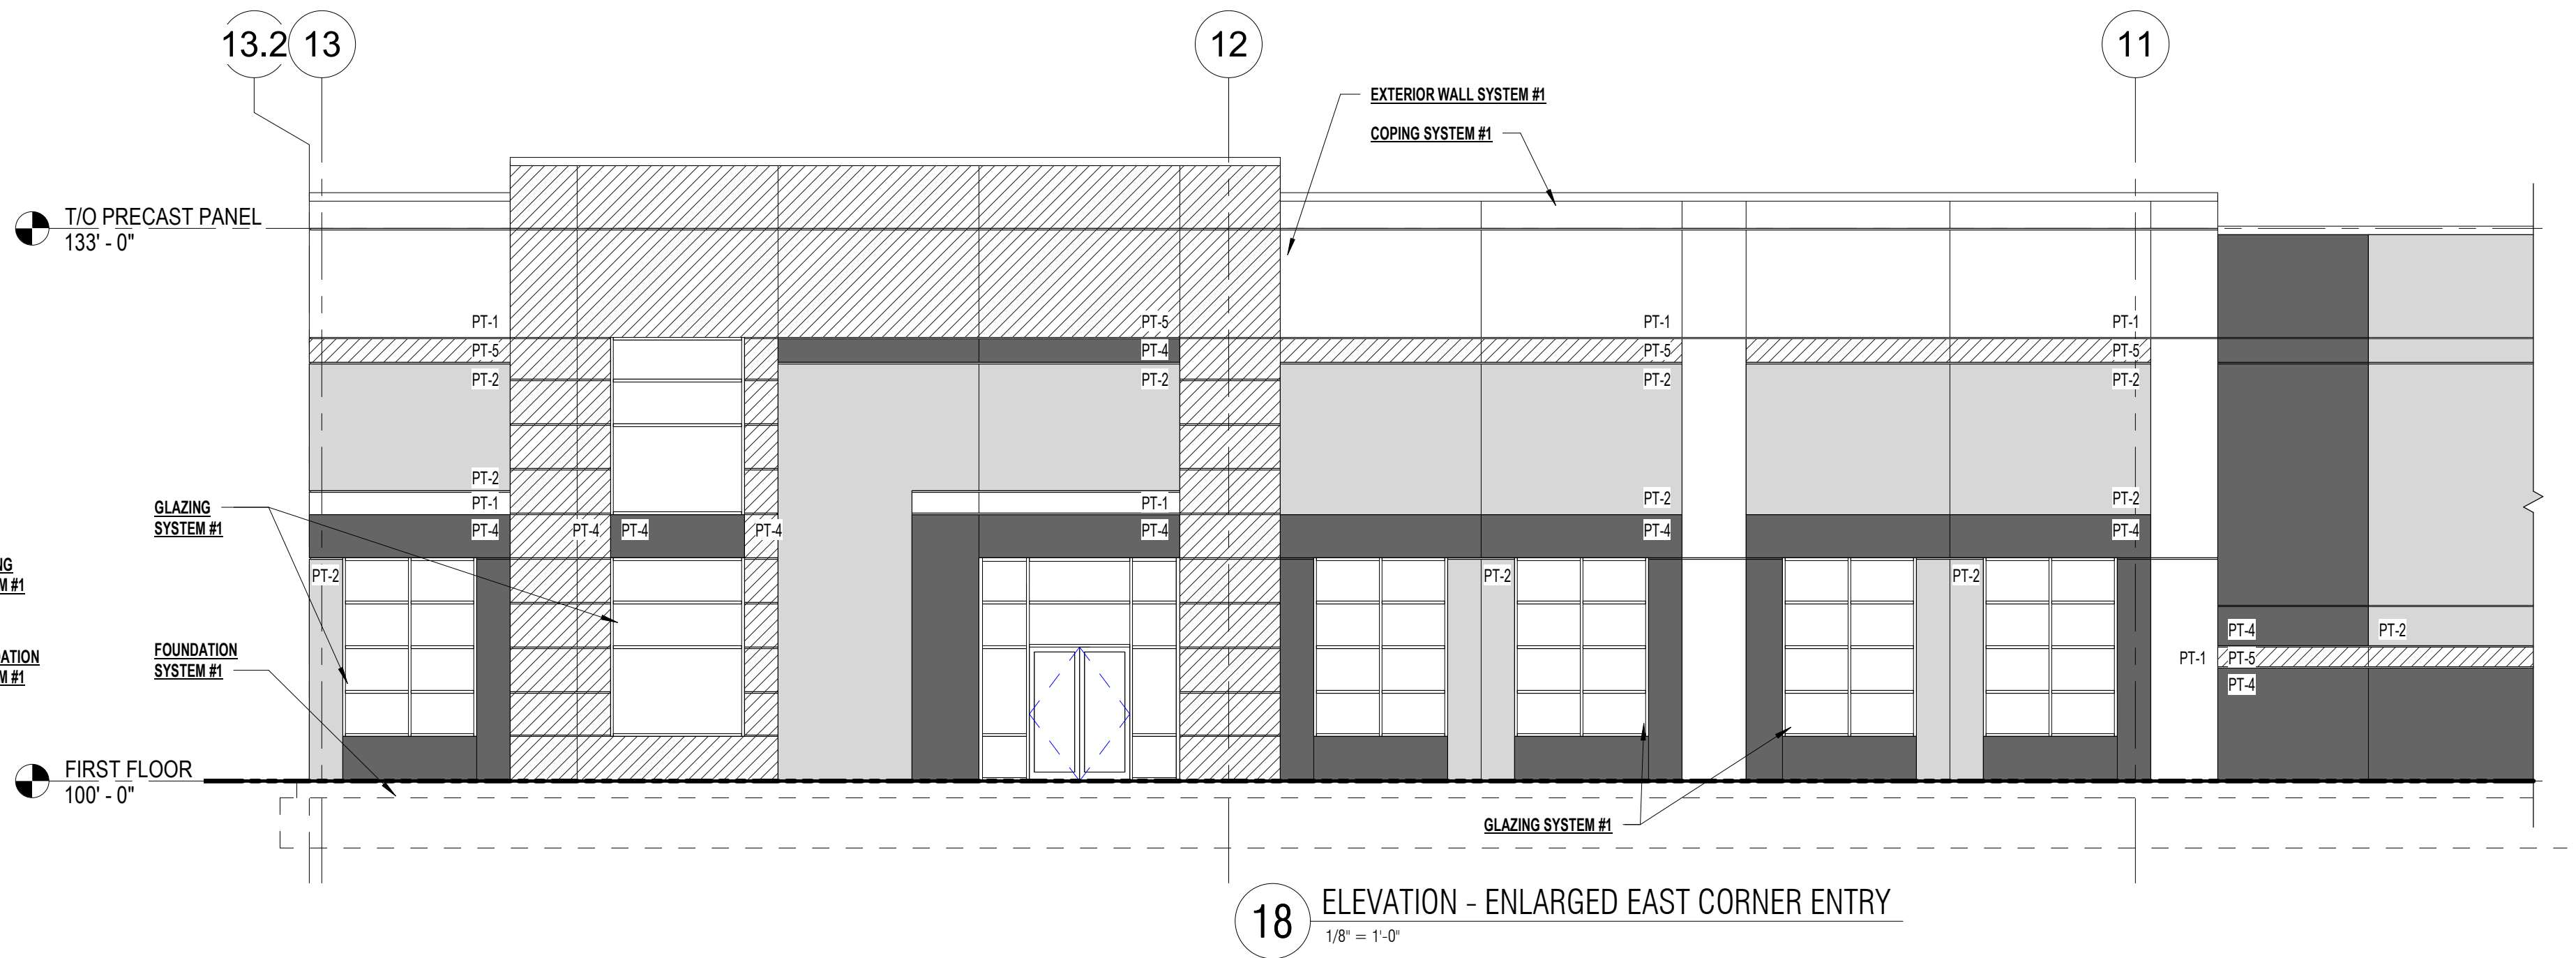 13.2
13
12
11
EXTERIOR WALL SYSTEM #1
COPING SYSTEM #1
T/O PRECAST PANEL
133' - 0"
PT-1
PT-5
PT-1
PT-1
PT-5
PT-4
PT-5
PT-5
PT-2
PT-2
PT-2
PT-2
PT-2
PT-2
PT-2
PT-1
PT-1
GLAZING
SYSTEM #1
PT-4
PT-4
PT-4
PT-4
PT-4
PT-4
PT-4
NG
M #1
PT-2
PT-2
PT-2
FOUNDATION
SYSTEM #1
DATION
M #1
PT-4
PT-2
PT-1
PT-5
PT-4
FIRST FLOOR
100' - 0"
GLAZING SYSTEM #1
18
ELEVATION - ENLARGED EAST CORNER ENTRY
1/8" = 1'-0"